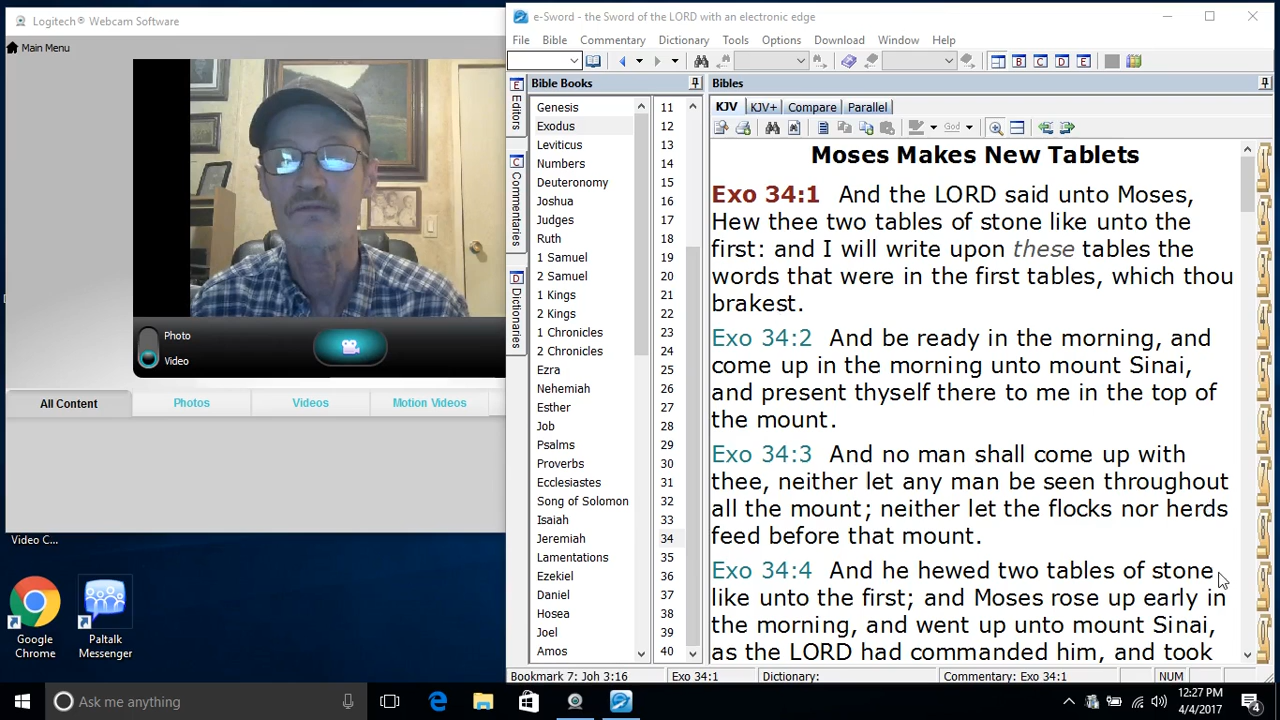 Logitech® Webcam Software
Main Menu
Photo
Video
All Content
Photos
Videos
Motion Videos
Video C...
Google
Chrome
Paltalk
Messenger
e-Sword - the Sword of the LORD with an electronic edge
File Bible Commentary Dictionary Tools Options Download Window Help
B C D E
E Editors
C Commentaries
D Dictionaries
Bible Books
Genesis 11
Exodus 12
Leviticus 13
Numbers 14
Deuteronomy 15
Joshua 16
Judges 17
Ruth 18
1 Samuel 19
2 Samuel 20
1 Kings 21
2 Kings 22
1 Chronicles 23
2 Chronicles 24
Ezra 25
Nehemiah 26
Esther 27
Job 28
Psalms 29
Proverbs 30
Ecclesiastes 31
Song of Solomon 32
Isaiah 33
Jeremiah 34
Lamentations 35
Ezekiel 36
Daniel 37
Hosea 38
Joel 39
Amos 40
Bibles
KJV KJV+ Compare Parallel
God
Moses Makes New Tablets
Exo 34:1 And the LORD said unto Moses,
Hew thee two tables of stone like unto the
first: and I will write upon these tables the
words that were in the first tables, which thou
brakest.
Exo 34:2 And be ready in the morning, and
come up in the morning unto mount Sinai,
and present thyself there to me in the top of
the mount.
Exo 34:3 And no man shall come up with
thee, neither let any man be seen throughout
all the mount; neither let the flocks nor herds
feed before that mount.
Exo 34:4 And he hewed two tables of stone
like unto the first; and Moses rose up early in
the morning, and went up unto mount Sinai,
as the LORD had commanded him, and took
1
2
3
4
5
6
7
8
9
0
Bookmark 7: Joh 3:16 Exo 34:1 Dictionary: Commentary: Exo 34:1 NUM
Ask me anything
12:27 PM
4/4/2017
4